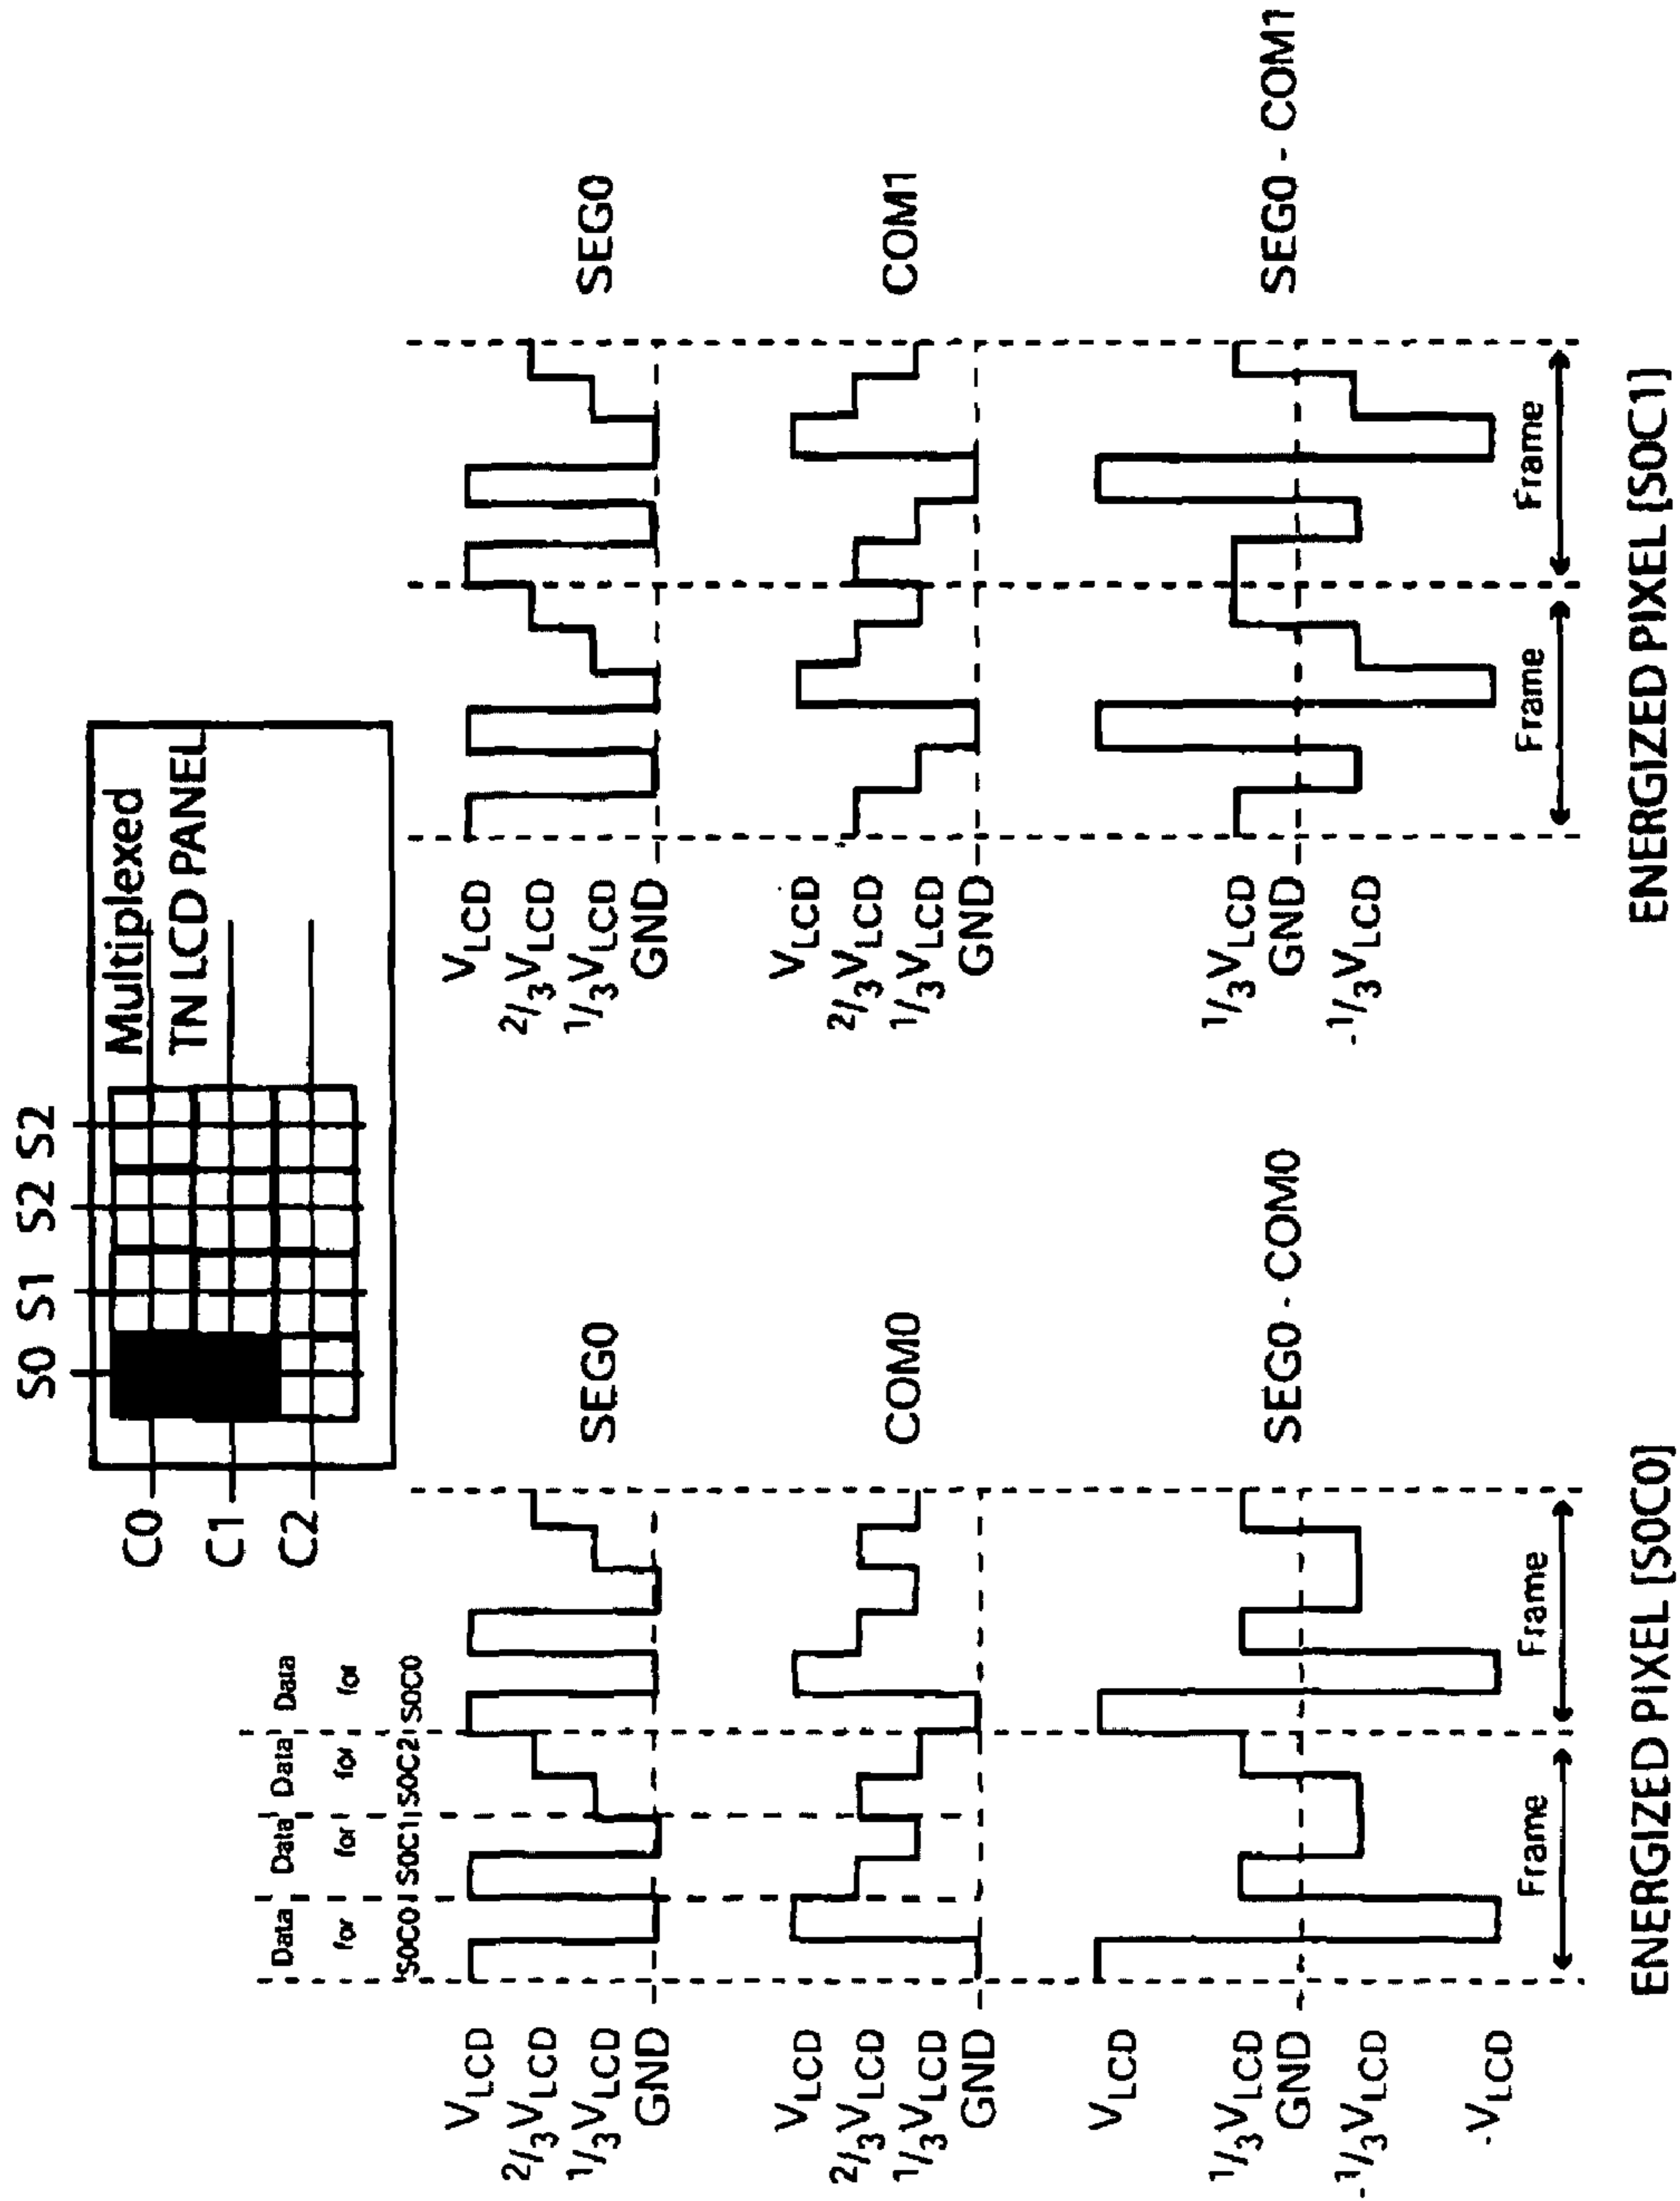 S0 S1 S2 S2
C0
C1
C2
Multiplexed
TN LCD PANEL
Data Data Data Data
for for for for
S0C0 S0C1 S0C2 S0C0
V_LCD
2/3 V_LCD
1/3 V_LCD
GND
SEG0
V_LCD
2/3 V_LCD
1/3 V_LCD
GND
COM0
V_LCD
1/3 V_LCD
GND
-1/3 V_LCD
-V_LCD
SEG0 - COM0
Frame Frame
ENERGIZED PIXEL [S0C0]
V_LCD
2/3 V_LCD
1/3 V_LCD
GND
SEG0
V_LCD
2/3 V_LCD
1/3 V_LCD
GND
COM1
1/3 V_LCD
GND
-1/3 V_LCD
SEG0 - COM1
Frame Frame
ENERGIZED PIXEL [S0C1]